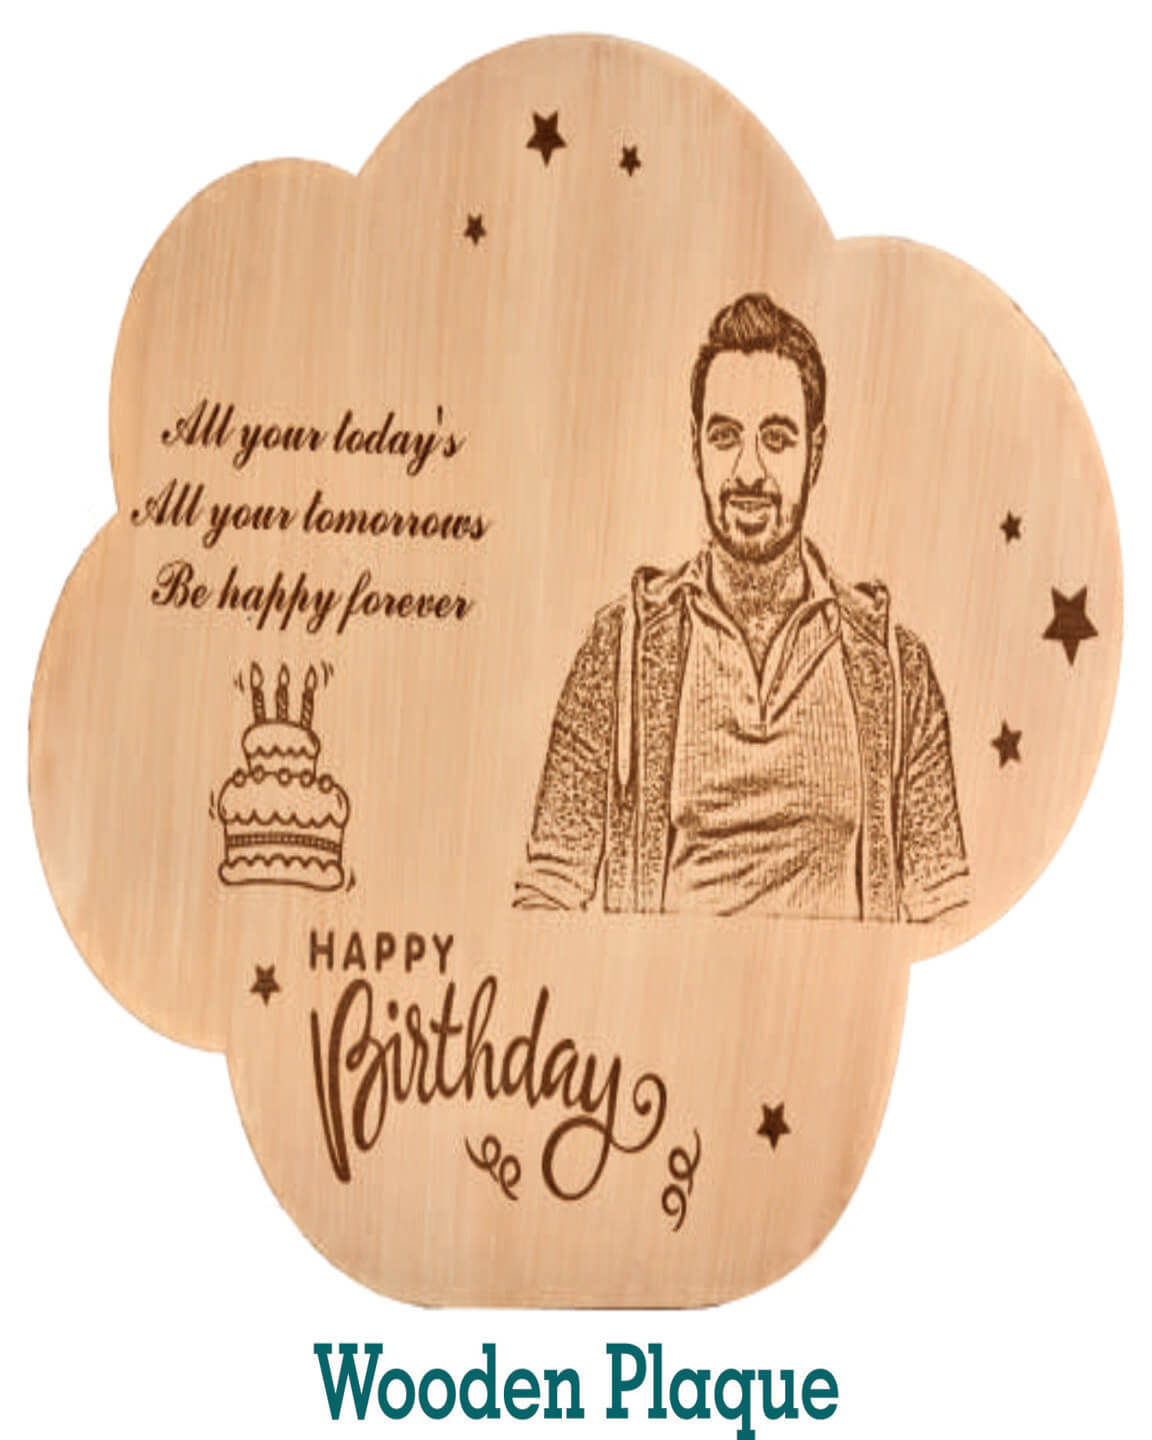 All your today's
All your tomorrows
Be happy forever
HAPPY
Birthday
Wooden Plaque